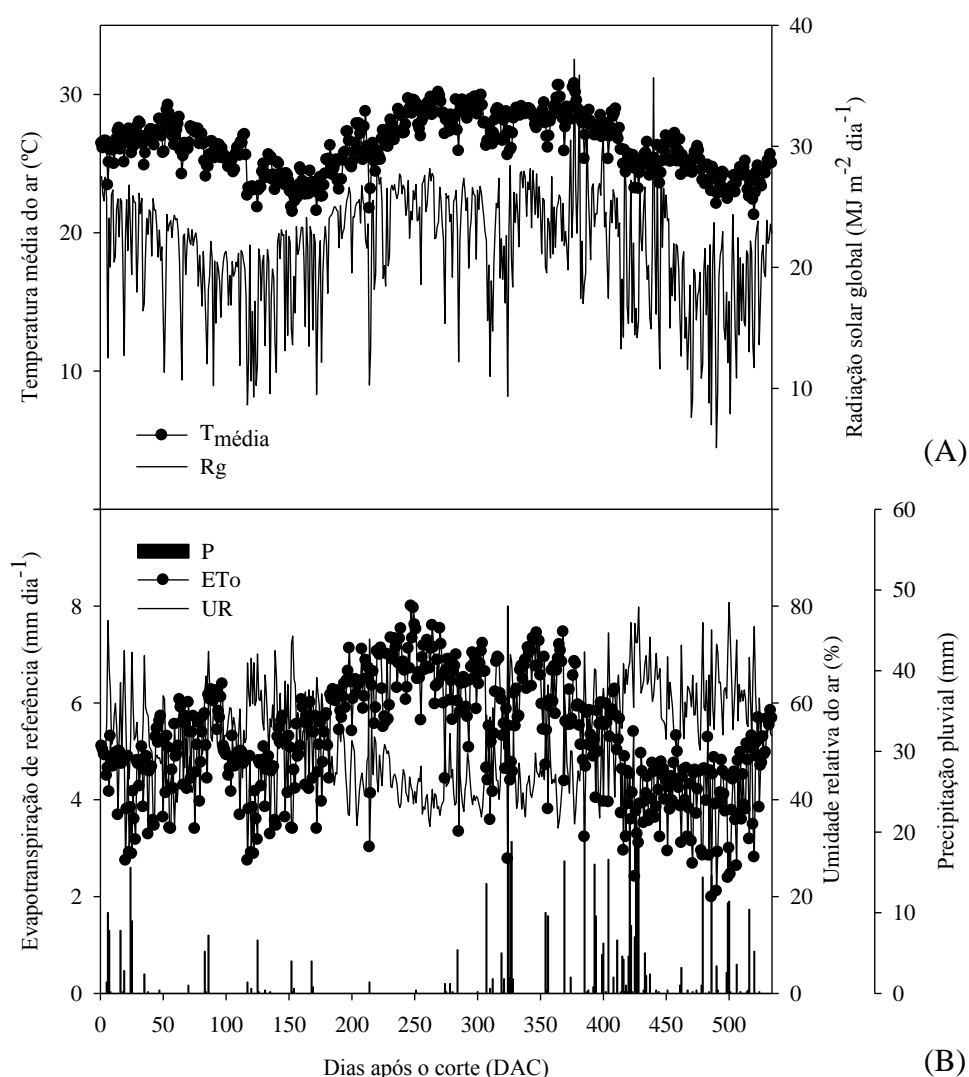 40
30
30
20
20
10
10
Temperatura média do ar (ºC)
Radiação solar global (MJ m-2 dia-1)
Tmédia
Rg
(A)
60
P
ETo
UR
50
8
80
40
6
60
30
4
40
20
2
20
10
0
0
0
Evapotranspiração de referência (mm dia-1)
Umidade relativa do ar (%)
Precipitação pluvial (mm)
0 50 100 150 200 250 300 350 400 450 500
Dias após o corte (DAC)
(B)